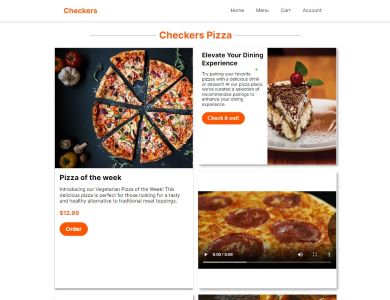 Checkers
Home Menu Cart Account
Checkers Pizza
Pizza of the week
Introducing our Vegetarian Pizza of the Week! This
delicious pizza is perfect for those looking for a tasty
and healthy alternative to traditional meat toppings.
$12.99
Order
Elevate Your Dining
Experience
Try pairing your favorite
pizzas with a delicious drink
or dessert! At our pizza place,
we've curated a selection of
recommended pairings to
enhance your dining
experience.
Check it out!
0:00 / 0:00